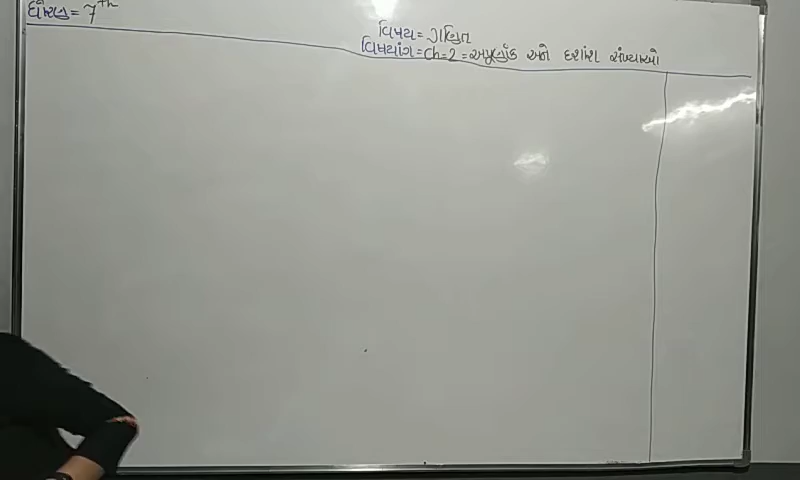 ધોરણ = 7th
વિષય = ગણિત
વિષયાંગ = Ch = 2 = અપૂર્ણાંક અને દશાંશ સંખ્યાઓ